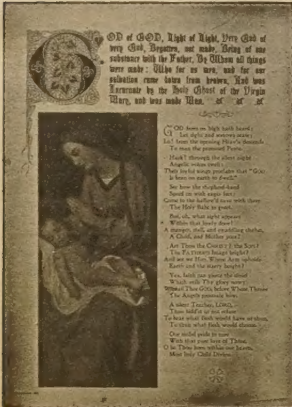 GOD of GOD, Light of Light, Very God of
very God, Begotten, not made, Being of one
substance with the Father, By Whom all things
were made: Who for us men, and for our
salvation came down from heaven, And was
Incarnate by the Holy Ghost of the Virgin
Mary, and was made Man.
GOD from on high hath heard;
Let sighs and sorrows cease;
Lo! from the opening Heav'n descends
To man the promised Peace.
Hark! through the silent night
Angelic voices swell;
Their joyful songs proclaim that "GOD
Is born on earth to dwell."
See how the shepherd-band
Speed on with eager feet;
Come to the hallow'd cave with them
The Holy Babe to greet.
But, oh, what sight appears
Within that lowly door!
A manger, stall, and swaddling clothes,
A Child, and Mother poor!
Art Thou the CHRIST? the SON?
The FATHER'S Image bright?
And see we Him Whose Arm upholds
Earth and the starry height?
Yea, faith can pierce the cloud
Which veils Thy glory now;
We hail Thee GOD, before Whose Throne
The Angels prostrate bow.
A silent Teacher, LORD,
Thou bidd'st us not refuse
To bear what flesh would have us shun,
To shun what flesh would choose.
Our sinful pride to cure
With that pure love of Thine,
O be Thou born within our hearts,
Most Holy Child Divine.